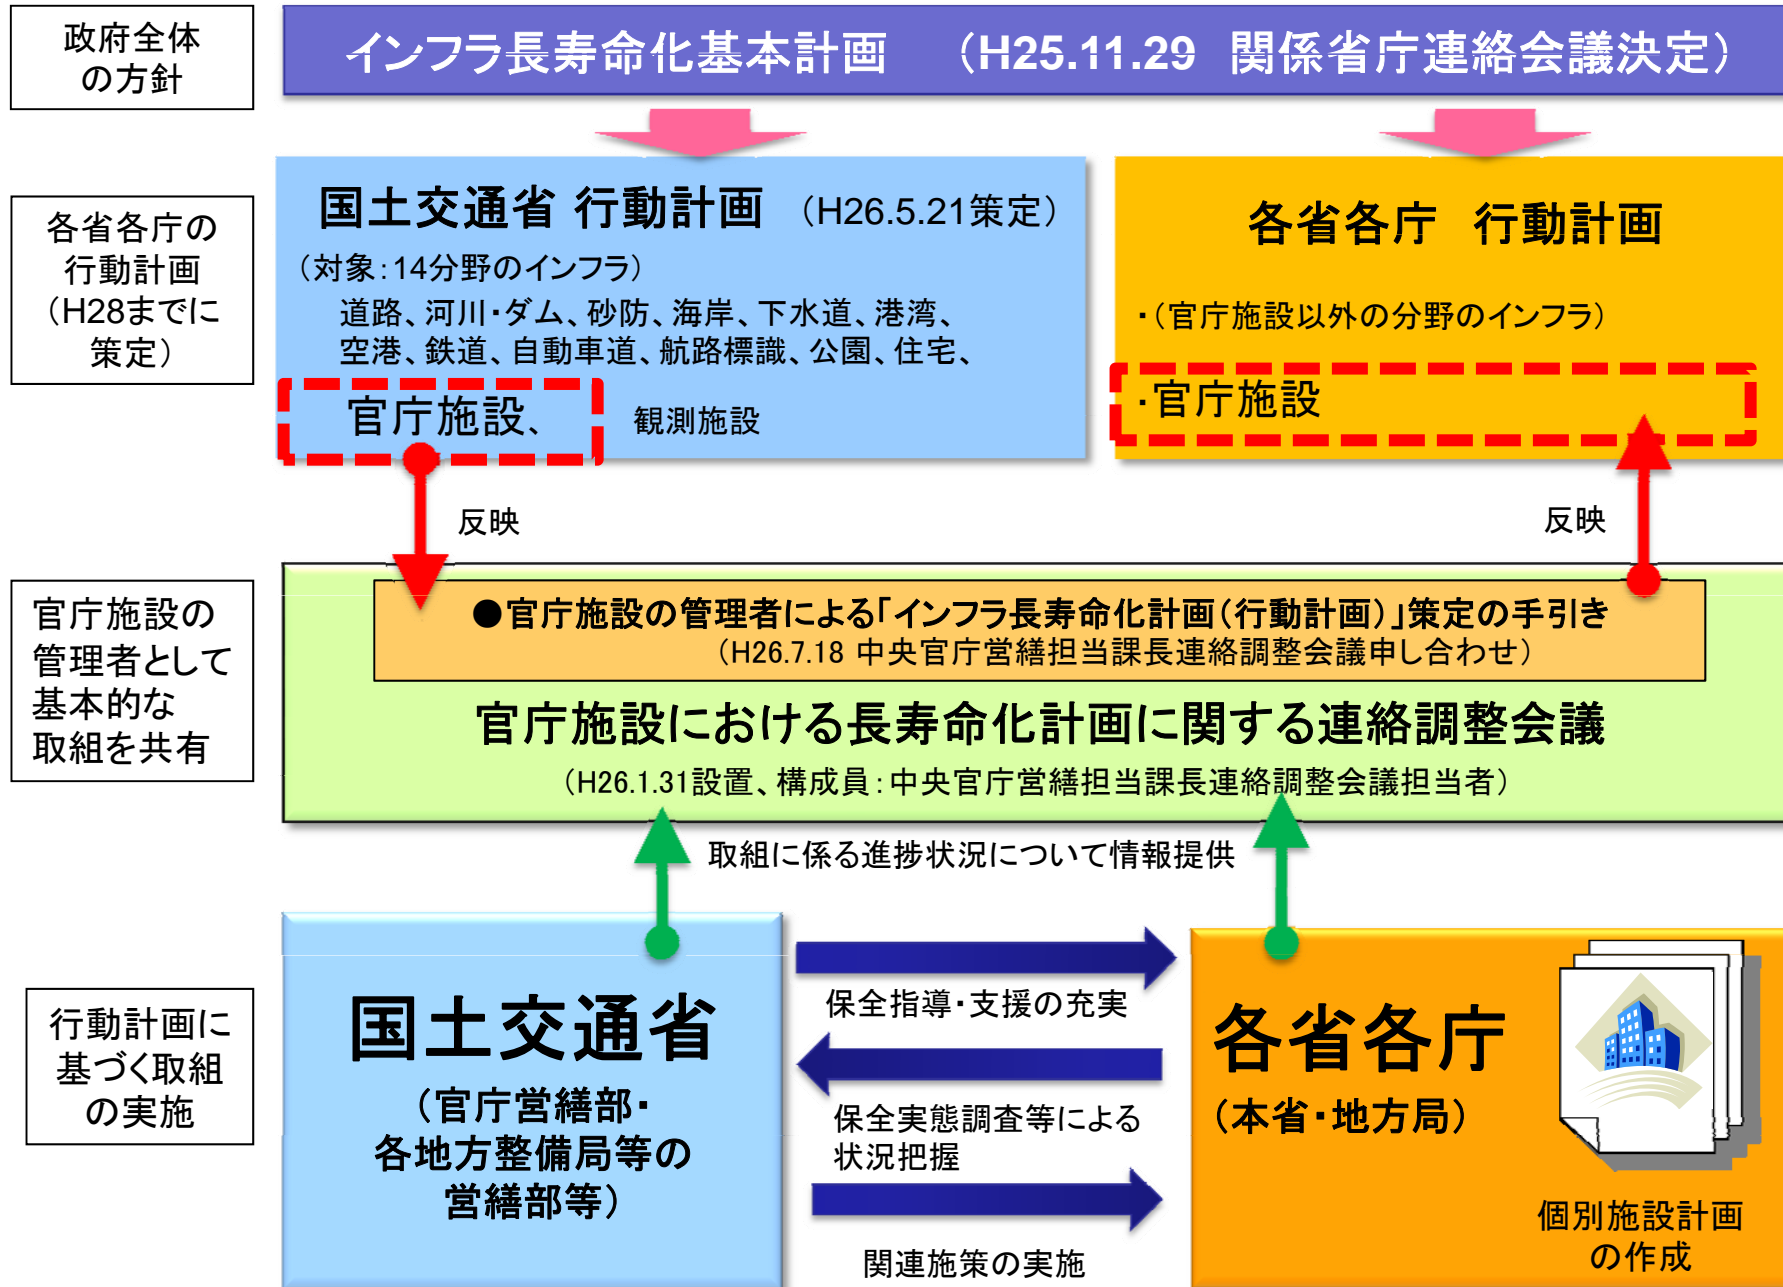 政府全体
の方針
インフラ長寿命化基本計画　（H25.11.29　関係省庁連絡会議決定）
各省各庁の
行動計画
（H28までに
策定）
国土交通省 行動計画　（H26.5.21策定）
（対象：14分野のインフラ）
道路、河川・ダム、砂防、海岸、下水道、港湾、
空港、鉄道、自動車道、航路標識、公園、住宅、
官庁施設、　観測施設
各省各庁　行動計画
・（官庁施設以外の分野のインフラ）
・官庁施設
反映
反映
官庁施設の
管理者として
基本的な
取組を共有
●官庁施設の管理者による「インフラ長寿命化計画（行動計画）」策定の手引き
（H26.7.18 中央官庁営繕担当課長連絡調整会議申し合わせ）
官庁施設における長寿命化計画に関する連絡調整会議
（H26.1.31設置、構成員：中央官庁営繕担当課長連絡調整会議担当者）
取組に係る進捗状況について情報提供
行動計画に
基づく取組
の実施
国土交通省
（官庁営繕部・
各地方整備局等の
営繕部等）
保全指導・支援の充実
保全実態調査等による
状況把握
関連施策の実施
各省各庁
（本省・地方局）
個別施設計画
の作成